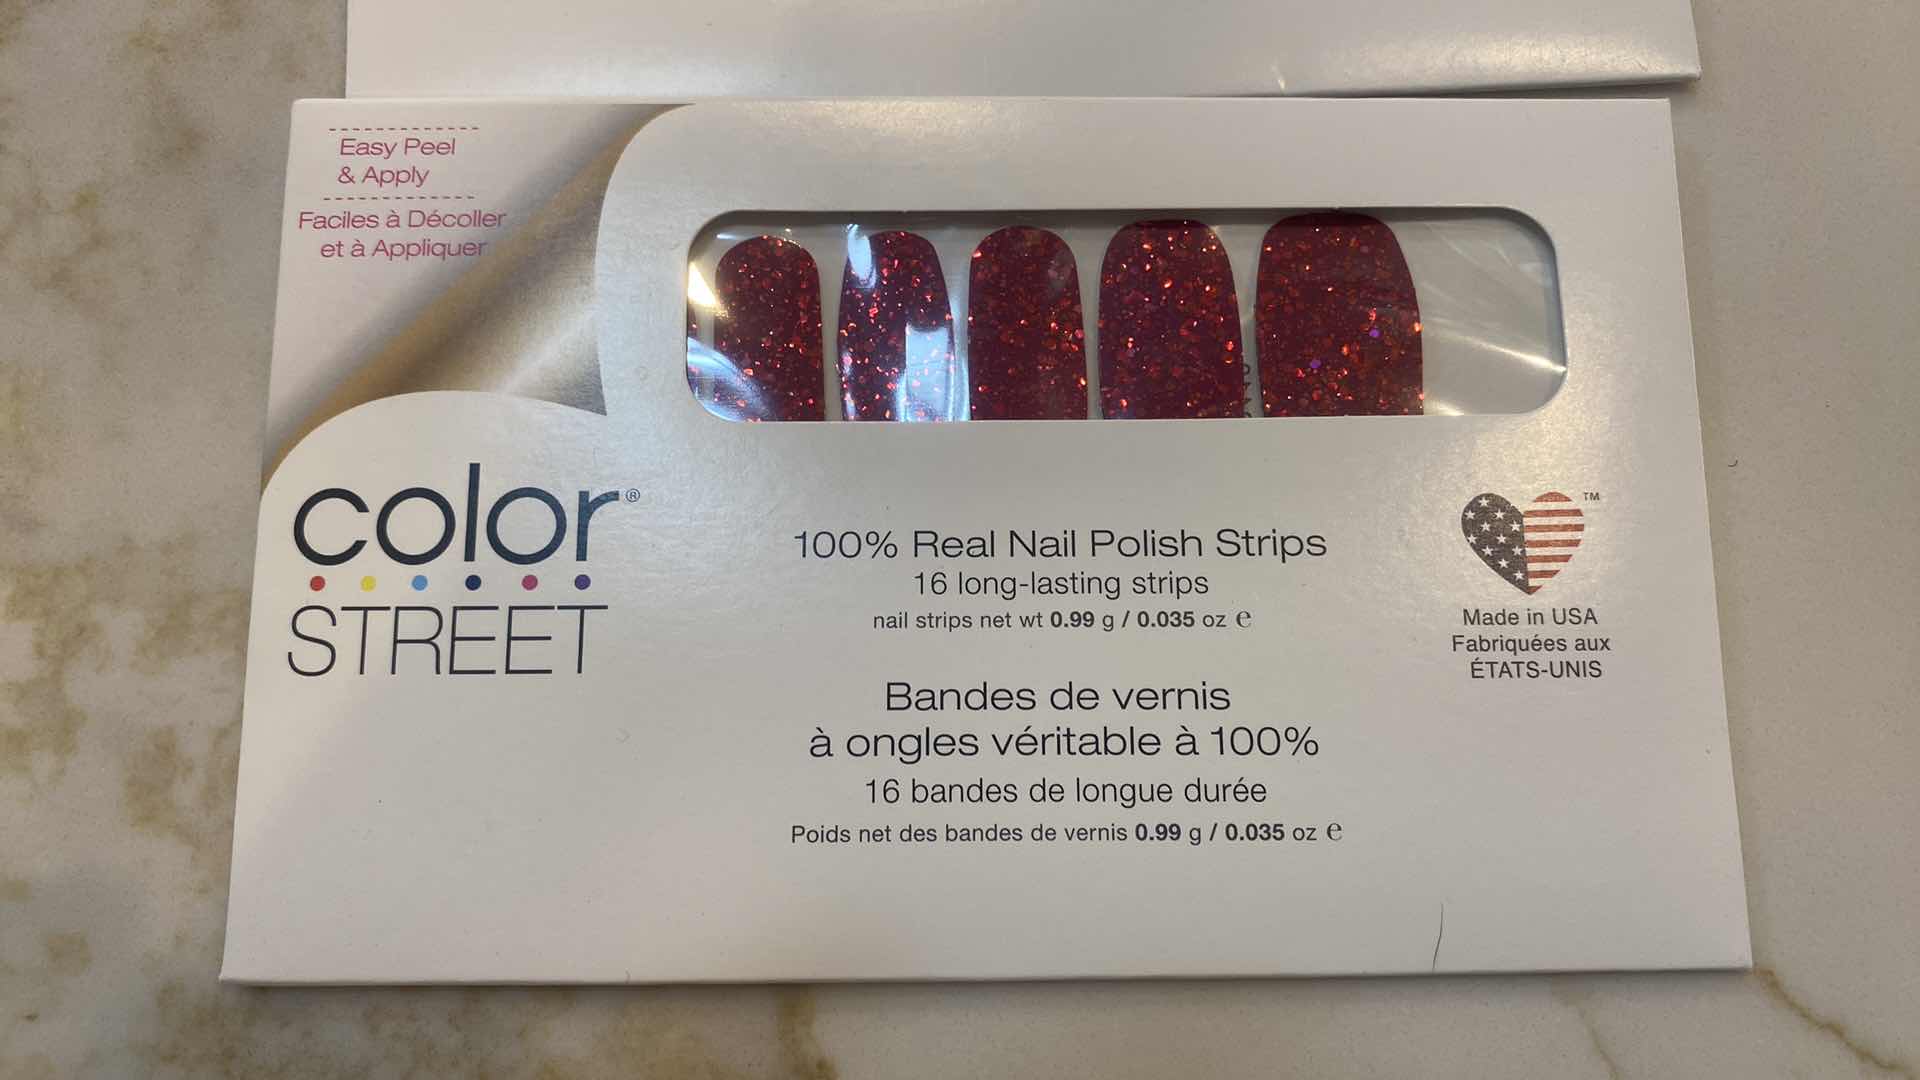 Easy Peel
& Apply
Faciles à Décoller
et à Appliquer
color®
STREET
100% Real Nail Polish Strips
16 long-lasting strips
nail strips net wt 0.99 g / 0.035 oz ℮
Bandes de vernis
à ongles véritable à 100%
16 bandes de longue durée
Poids net des bandes de vernis 0.99 g / 0.035 oz ℮
TM
Made in USA
Fabriquées aux
ÉTATS-UNIS